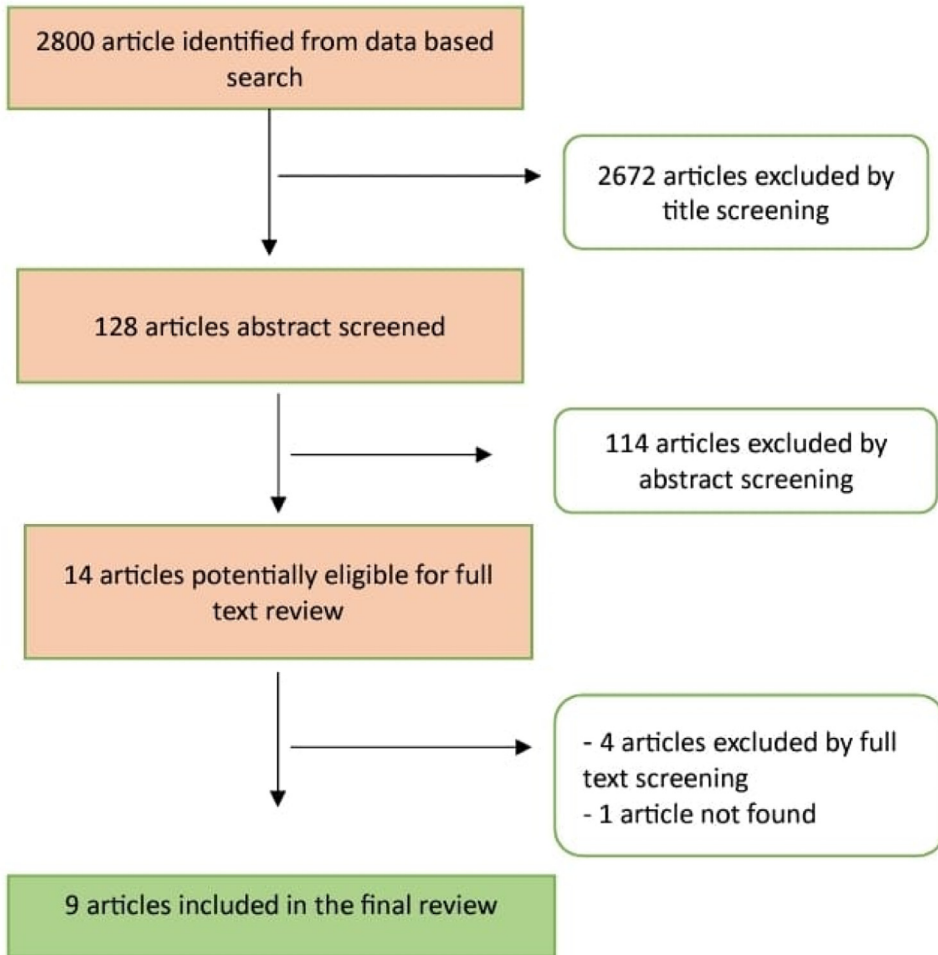 2800 article identified from data based
search
2672 articles excluded by
title screening
128 articles abstract screened
114 articles excluded by
abstract screening
14 articles potentially eligible for full
text review
- 4 articles excluded by full
text screening
- 1 article not found
9 articles included in the final review